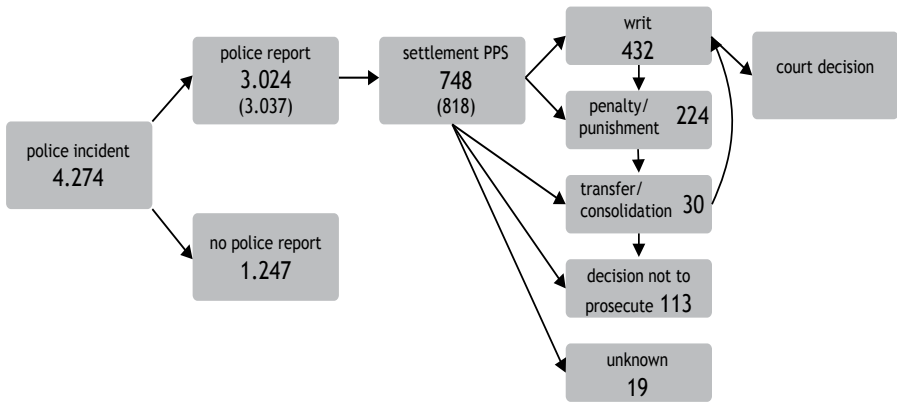 police incident
4.274
police report
3.024
(3.037)
no police report
1.247
settlement PPS
748
(818)
writ
432
penalty/
punishment 224
transfer/
consolidation 30
decision not to
prosecute 113
unknown
19
court decision